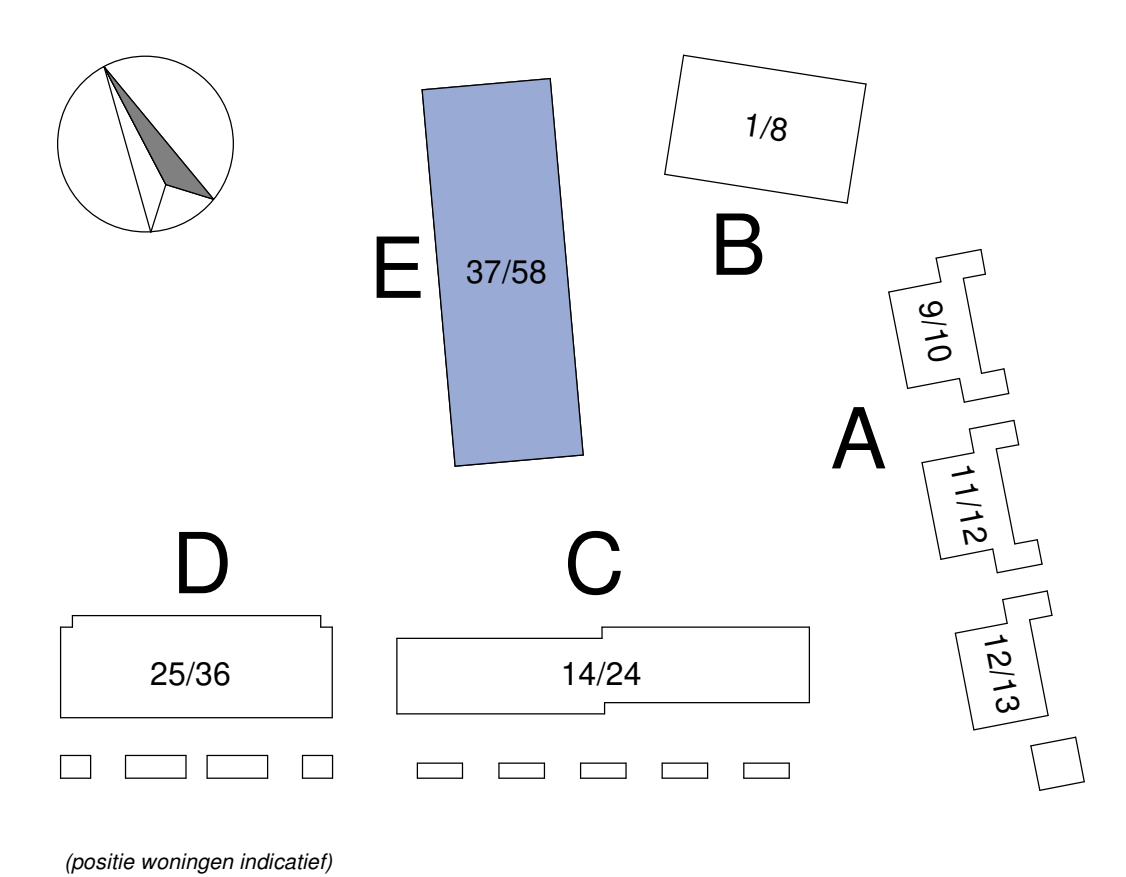 1/8
B
E
37/58
9/10
A
11/12
D
C
25/36
14/24
12/13
(positie woningen indicatief)